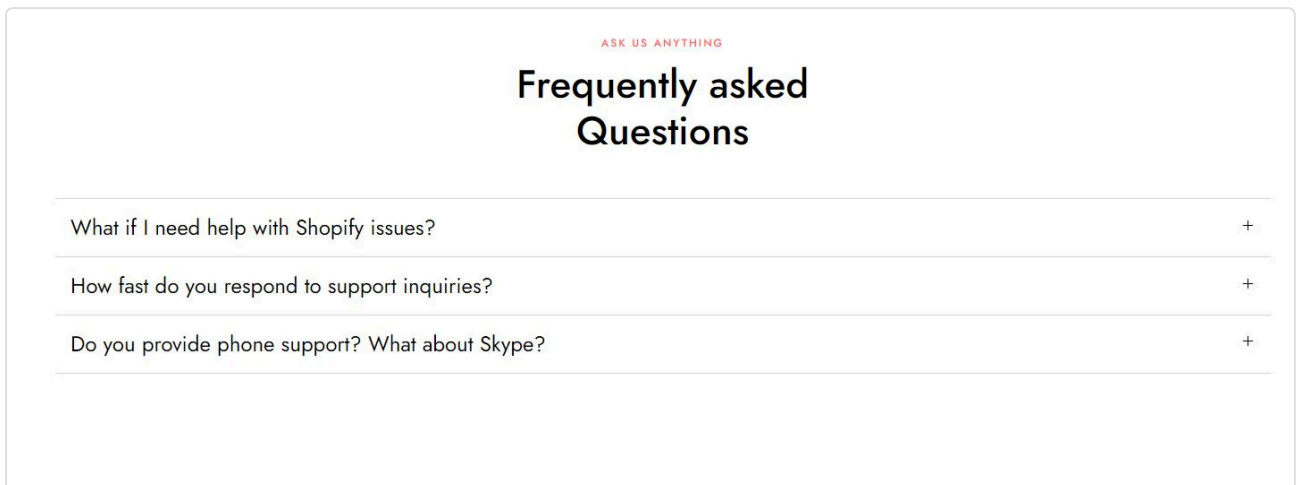 ASK US ANYTHING
Frequently asked
Questions
What if I need help with Shopify issues?
+
How fast do you respond to support inquiries?
+
Do you provide phone support? What about Skype?
+